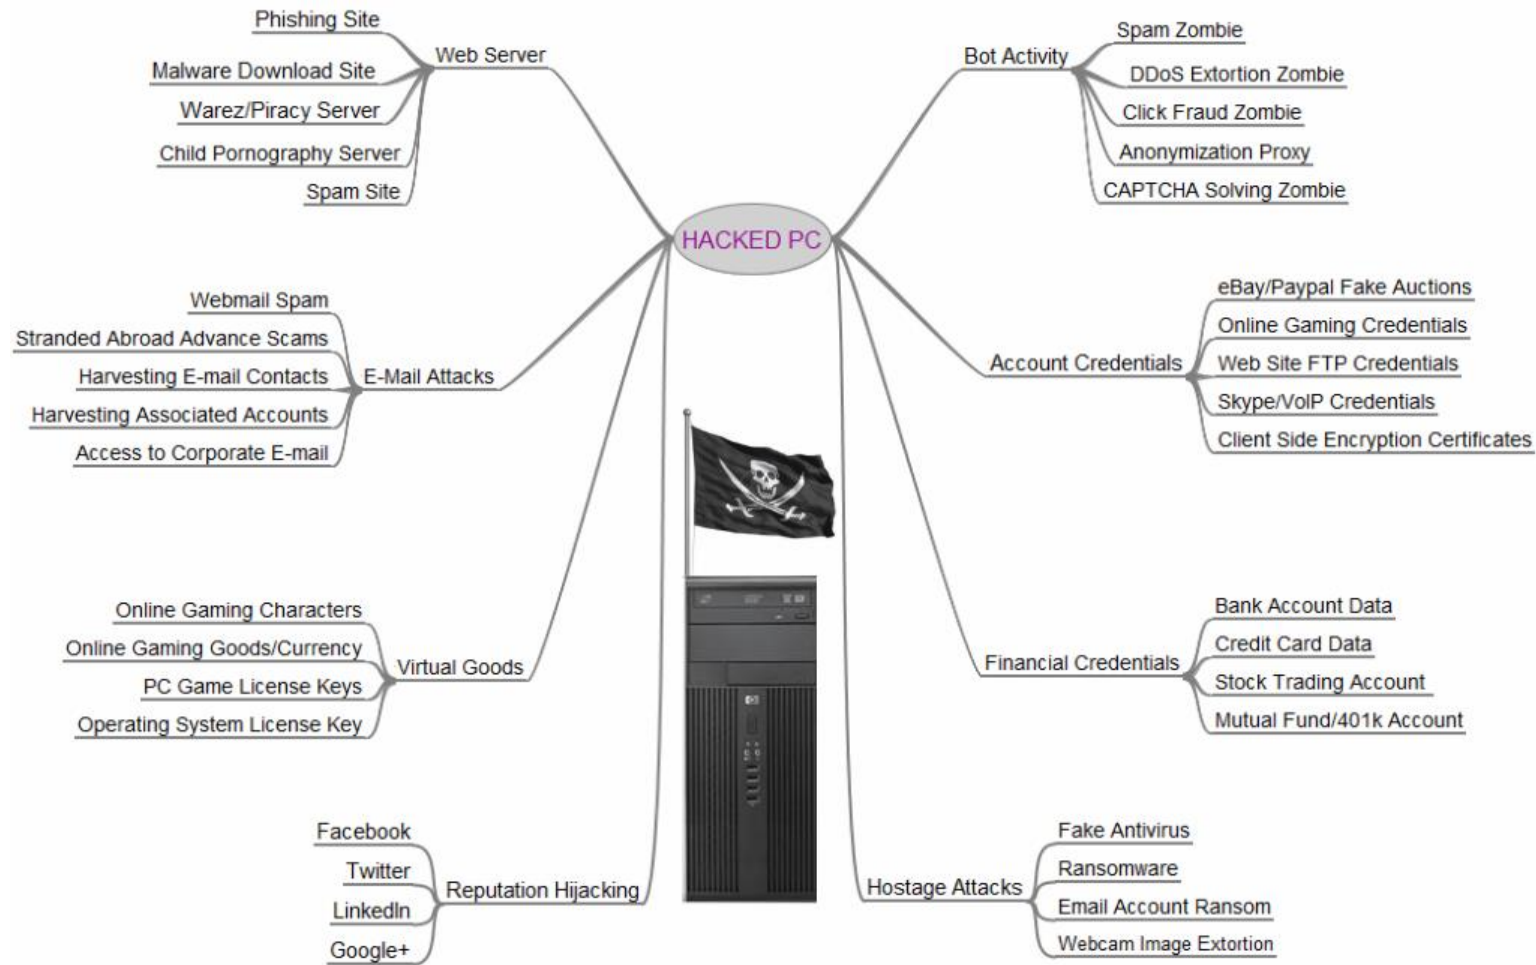 HACKED PC
Web Server
Phishing Site
Malware Download Site
Warez/Piracy Server
Child Pornography Server
Spam Site
E-Mail Attacks
Webmail Spam
Stranded Abroad Advance Scams
Harvesting E-mail Contacts
Harvesting Associated Accounts
Access to Corporate E-mail
Virtual Goods
Online Gaming Characters
Online Gaming Goods/Currency
PC Game License Keys
Operating System License Key
Reputation Hijacking
Facebook
Twitter
LinkedIn
Google+
Bot Activity
Spam Zombie
DDoS Extortion Zombie
Click Fraud Zombie
Anonymization Proxy
CAPTCHA Solving Zombie
Account Credentials
eBay/Paypal Fake Auctions
Online Gaming Credentials
Web Site FTP Credentials
Skype/VoIP Credentials
Client Side Encryption Certificates
Financial Credentials
Bank Account Data
Credit Card Data
Stock Trading Account
Mutual Fund/401k Account
Hostage Attacks
Fake Antivirus
Ransomware
Email Account Ransom
Webcam Image Extortion